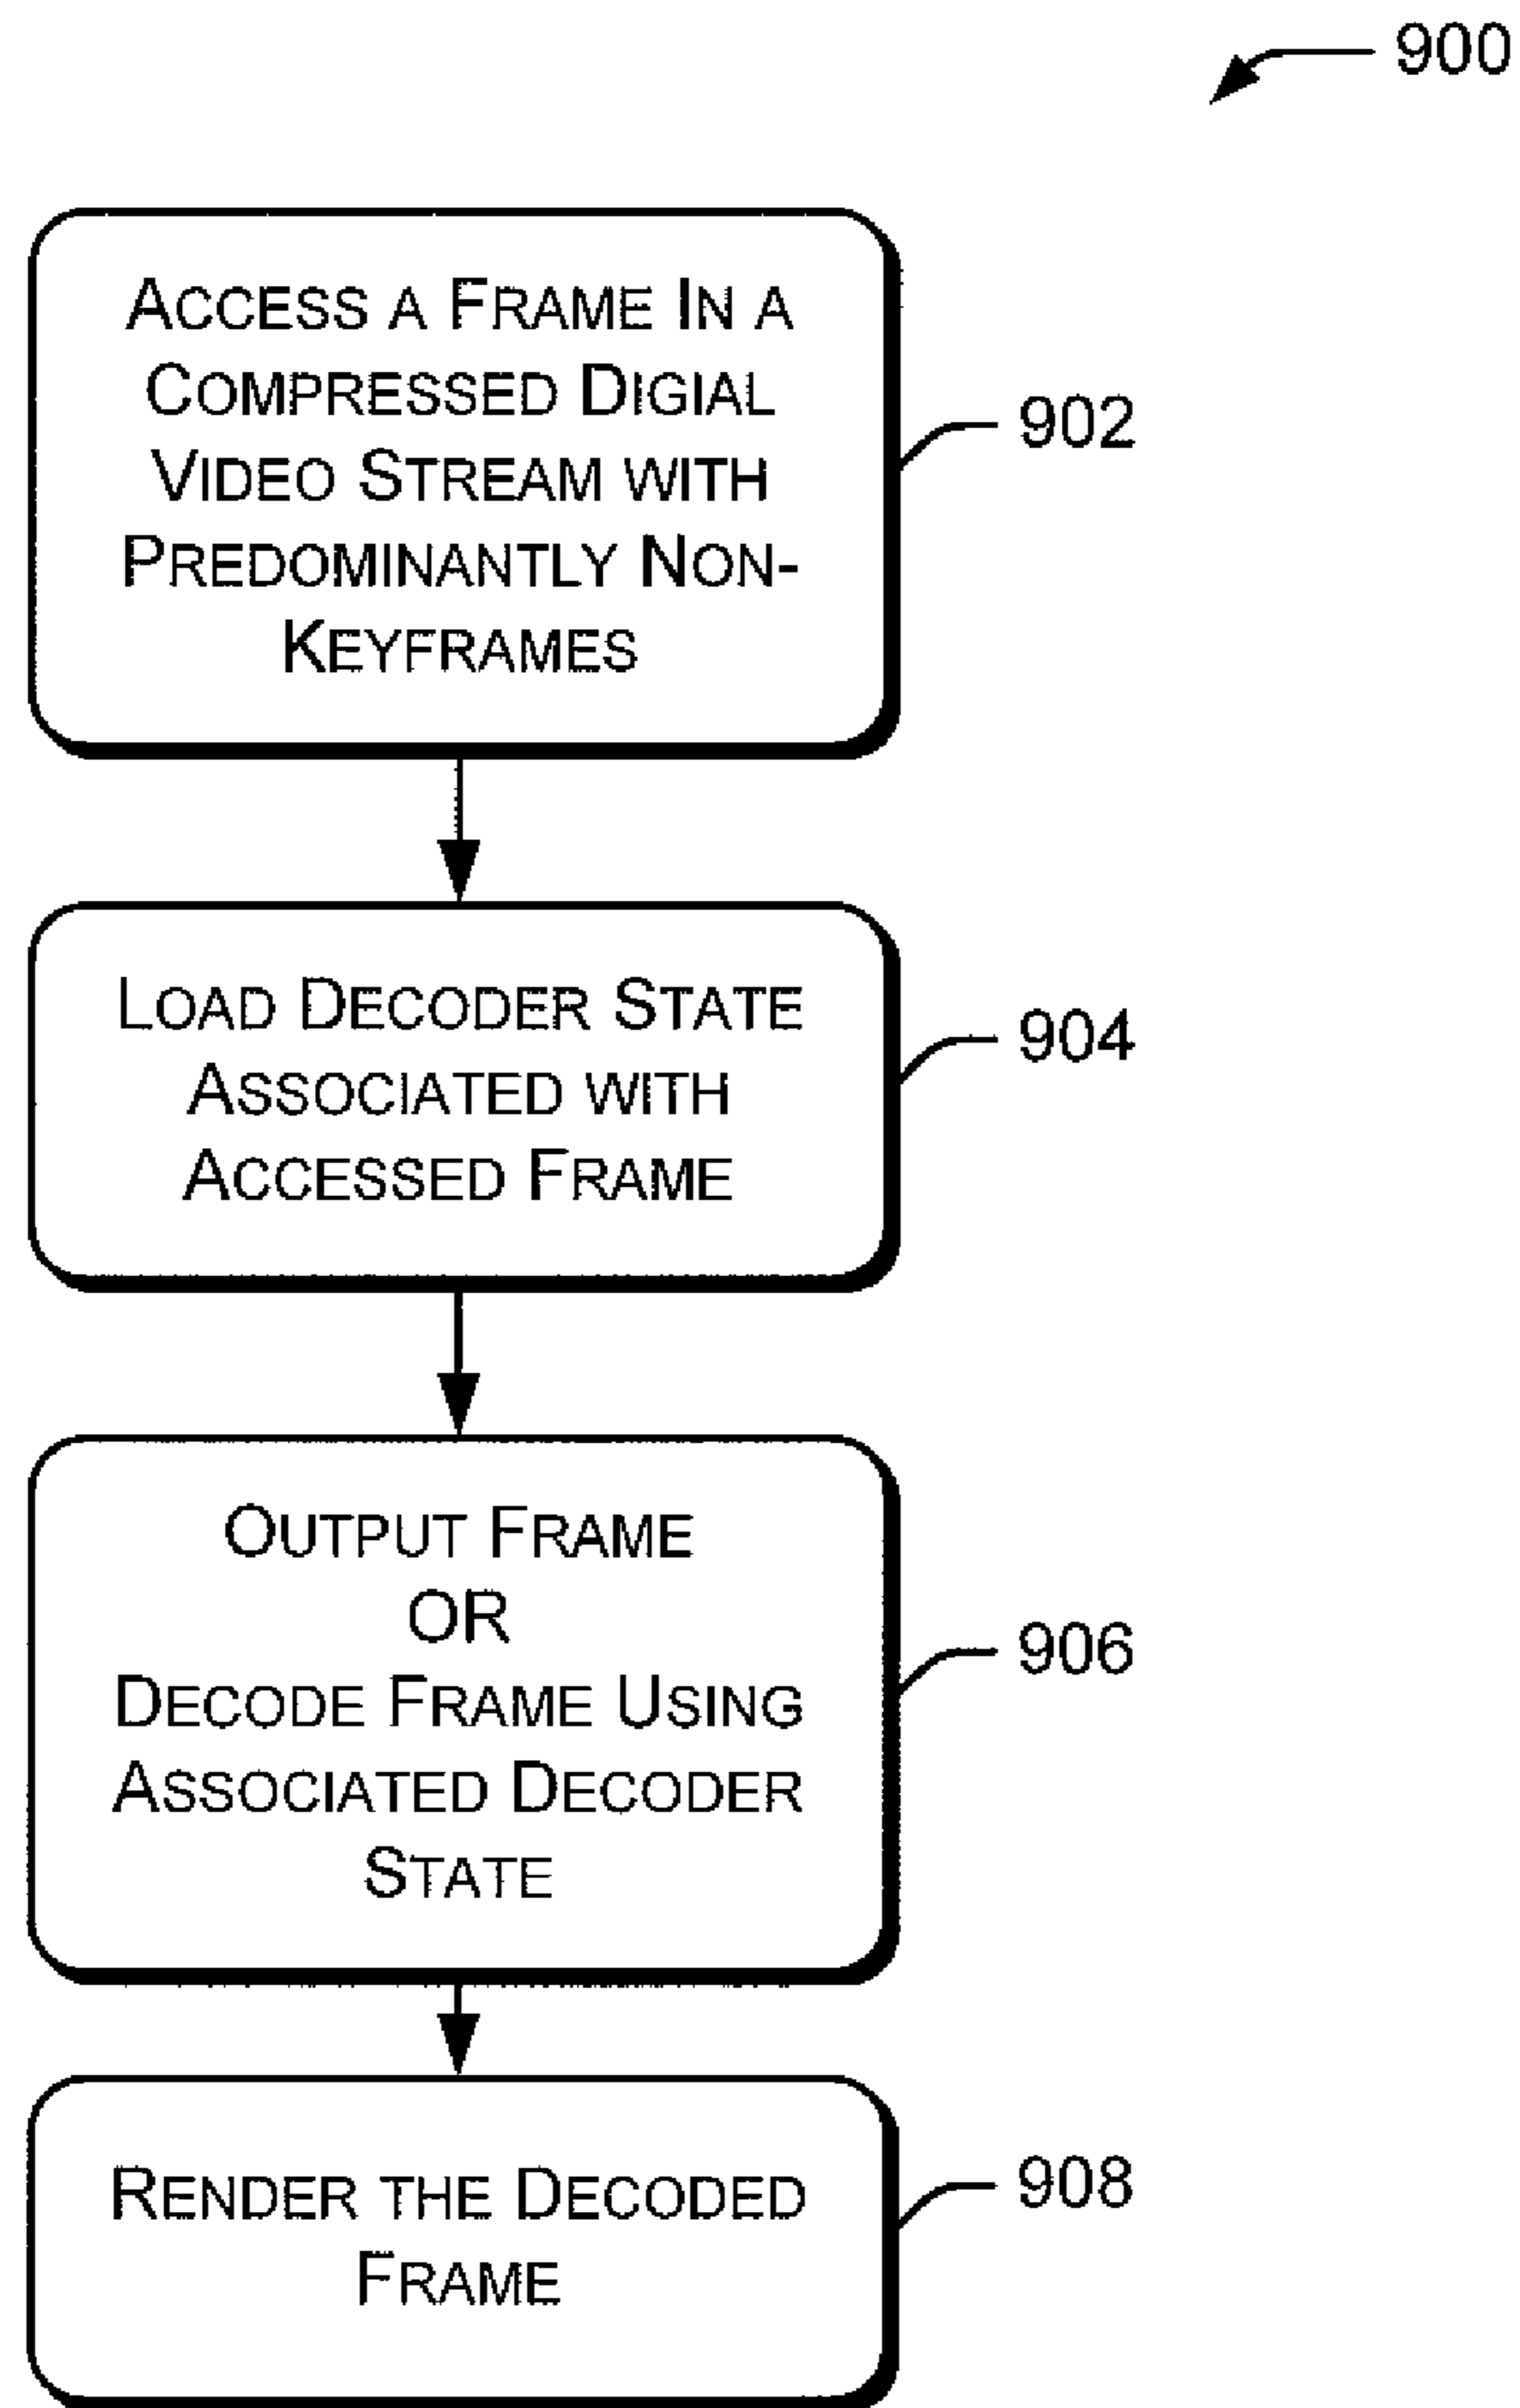 900
ACCESS A FRAME IN A
COMPRESSED DIGIAL
VIDEO STREAM WITH
PREDOMINANTLY NON-
KEYFRAMES
902
LOAD DECODER STATE
ASSOCIATED WITH
ACCESSED FRAME
904
OUTPUT FRAME
OR
DECODE FRAME USING
ASSOCIATED DECODER
STATE
906
RENDER THE DECODED
FRAME
908